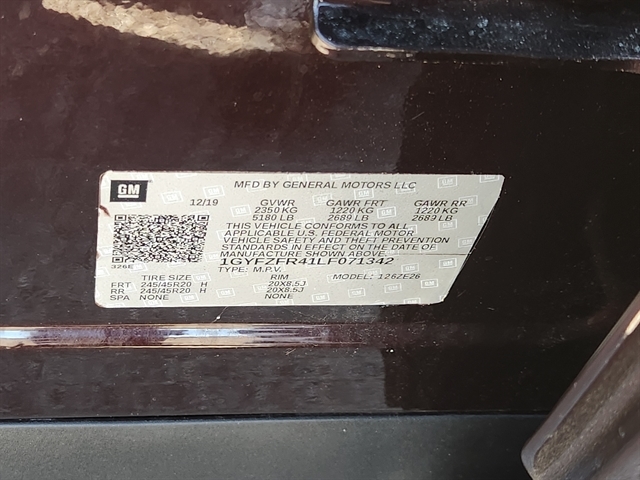 GM
MFD BY GENERAL MOTORS LLC
12/19 GVWR GAWR FRT GAWR RR
2350 KG 1220 KG 1220 KG
5180 LB 2689 LB 2689 LB
THIS VEHICLE CONFORMS TO ALL
APPLICABLE U.S. FEDERAL MOTOR
VEHICLE SAFETY AND THEFT PREVENTION
STANDARDS IN EFFECT ON THE DATE OF
MANUFACTURE SHOWN ABOVE.
1GYFZFR41LF071342
326E TYPE: M.P.V. MODEL: 126ZE26
TIRE SIZE RIM
FRT 245/45R20 H 20X8.5J
RR 245/45R20 H 20X8.5J
SPA NONE NONE